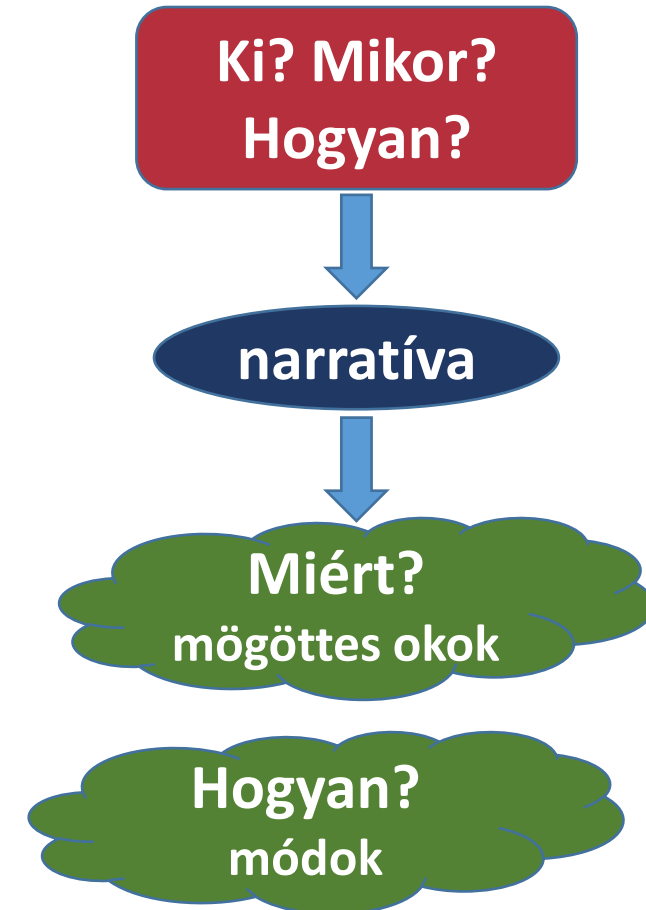 Ki? Mikor?
Hogyan?
narratíva
Miért?
mögöttes okok
Hogyan?
módok